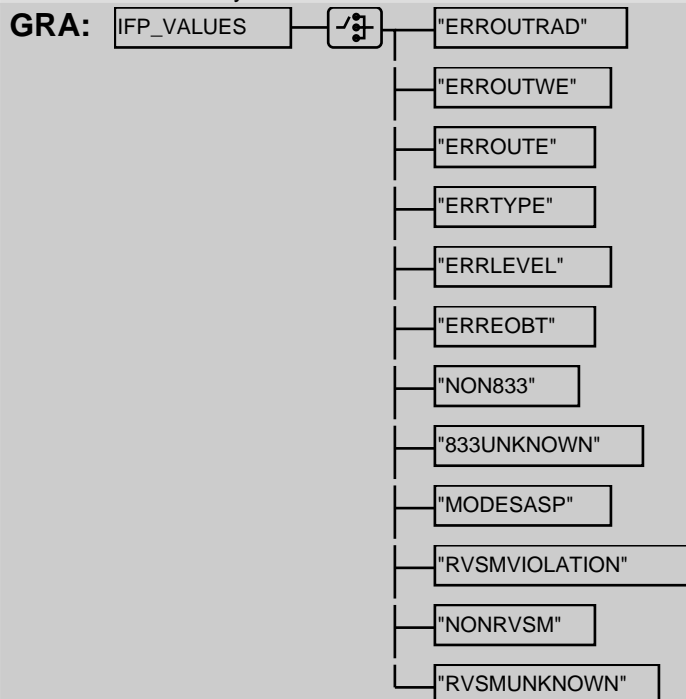 GRA: IFP_VALUES "ERROUTRAD"
"ERROUTWE"
"ERROUTE"
"ERRTYPE"
"ERRLEVEL"
"ERREOBT"
"NON833"
"833UNKNOWN"
"MODESASP"
"RVSMVIOLATION"
"NONRVSM"
"RVSMUNKNOWN"